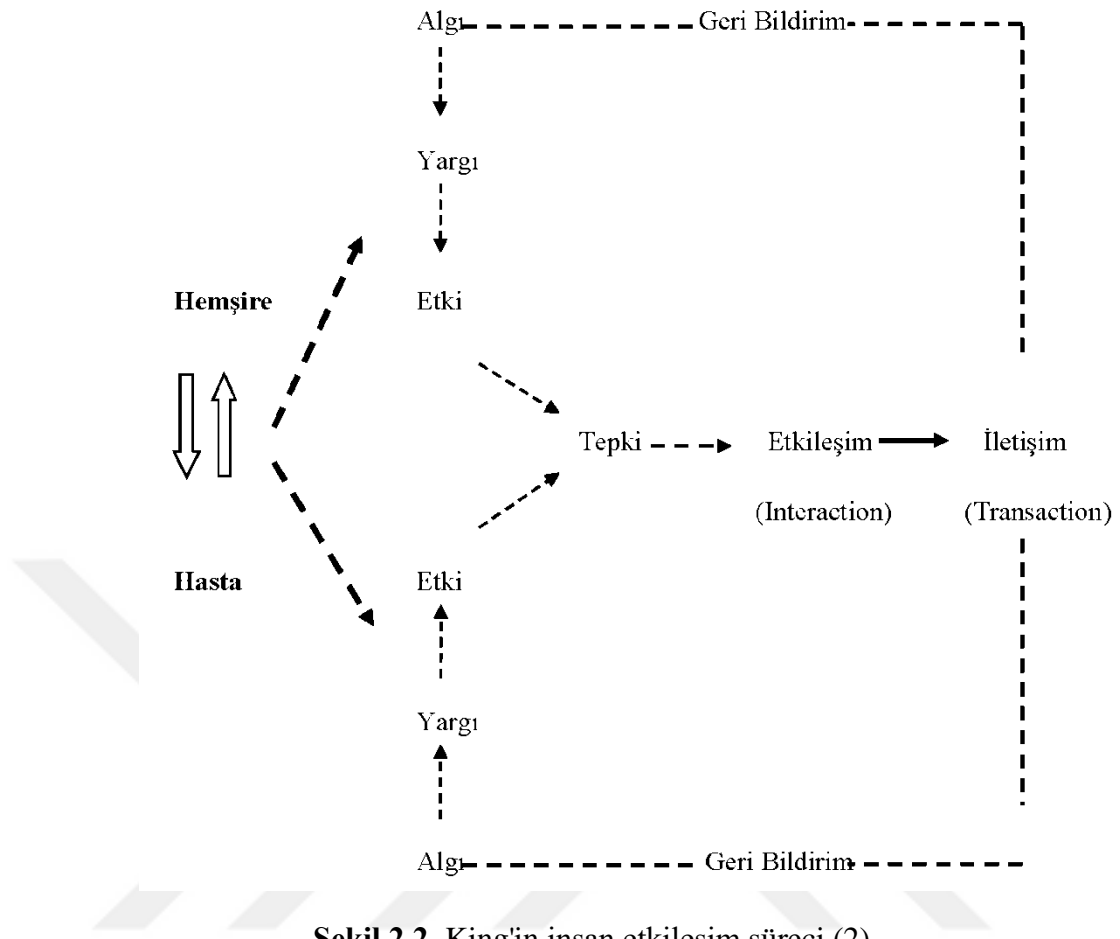 Algı Geri Bildirim
Yargı
Hemşire Etki
Tepki Etkileşim İletişim
(Interaction) (Transaction)
Hasta Etki
Yargı
Algı Geri Bildirim
Şekil 2.2. King'in insan etkileşim süreci (2)